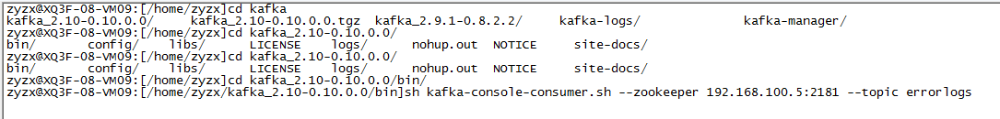 zyzx@XQ3F-08-VM09:[/home/zyzx]cd kafka
kafka_2.10-0.10.0.0/ kafka_2.10-0.10.0.0.tgz kafka_2.9.1-0.8.2.2/ kafka-logs/ kafka-manager/
zyzx@XQ3F-08-VM09:[/home/zyzx]cd kafka_2.10-0.10.0.0/
bin/ config/ libs/ LICENSE logs/ nohup.out NOTICE site-docs/
zyzx@XQ3F-08-VM09:[/home/zyzx]cd kafka_2.10-0.10.0.0/
bin/ config/ libs/ LICENSE logs/ nohup.out NOTICE site-docs/
zyzx@XQ3F-08-VM09:[/home/zyzx]cd kafka_2.10-0.10.0.0/bin/
zyzx@XQ3F-08-VM09:[/home/zyzx/kafka_2.10-0.10.0.0/bin]sh kafka-console-consumer.sh --zookeeper 192.168.100.5:2181 --topic errorlogs